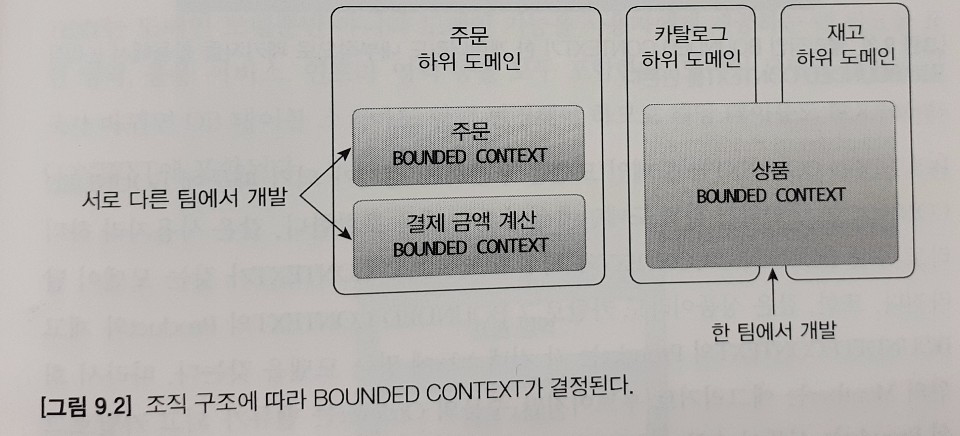 주문
하위 도메인
카탈로그
하위 도메인
재고
하위 도메인
주문
BOUNDED CONTEXT
서로 다른 팀에서 개발
결제 금액 계산
BOUNDED CONTEXT
상품
BOUNDED CONTEXT
한 팀에서 개발
[그림 9.2] 조직 구조에 따라 BOUNDED CONTEXT가 결정된다.